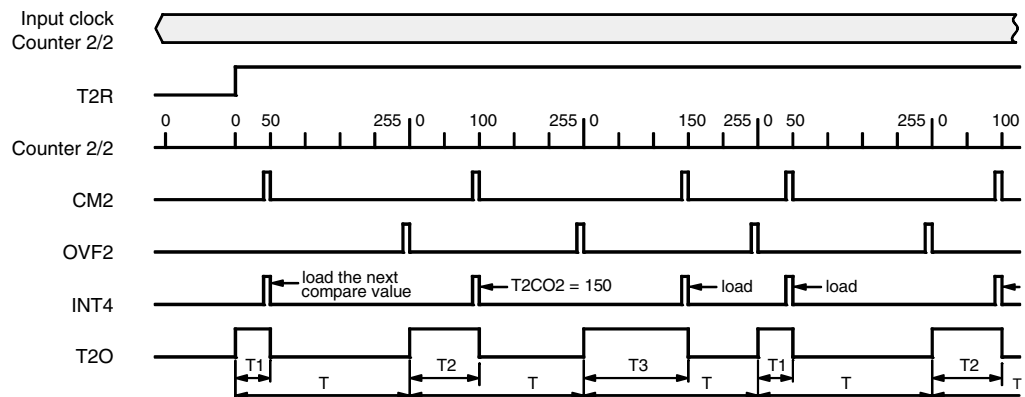 Input clock
Counter 2/2
T2R
0 0 50 255 0 100 255 0 150 255 0 50 255 0 100
Counter 2/2
CM2
OVF2
INT4
load the next
compare value
T2CO2 = 150
load
load
T2O
T1 T2 T3 T1 T2
T T T T T